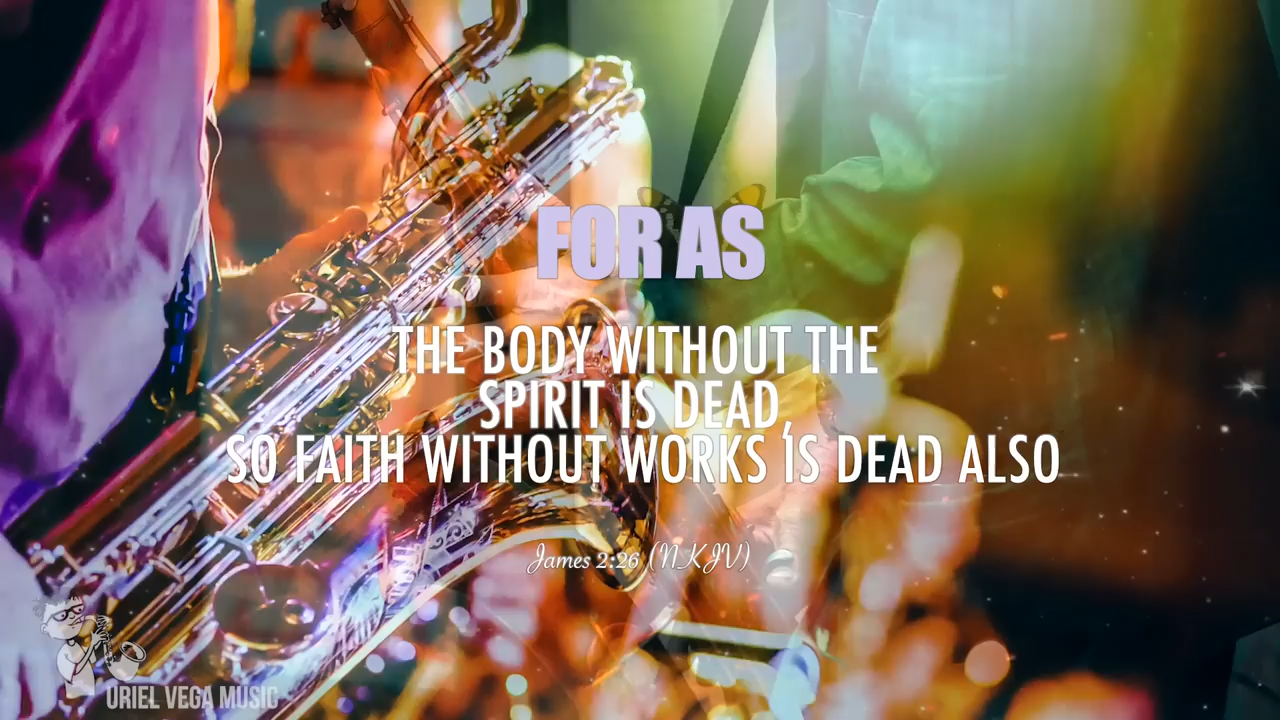 FOR AS
THE BODY WITHOUT THE
SPIRIT IS DEAD,
SO FAITH WITHOUT WORKS IS DEAD ALSO
James 2:26 (NKJV)
URIEL VEGA MUSIC